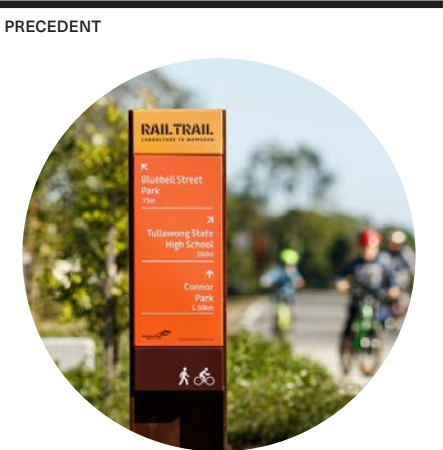 PRECEDENT
RAIL TRAIL
CABOOLTURE TO WAMURAN
Bluebell Street
Park
75m
Tullawong State
High School
260m
Connor
Park
1.50km